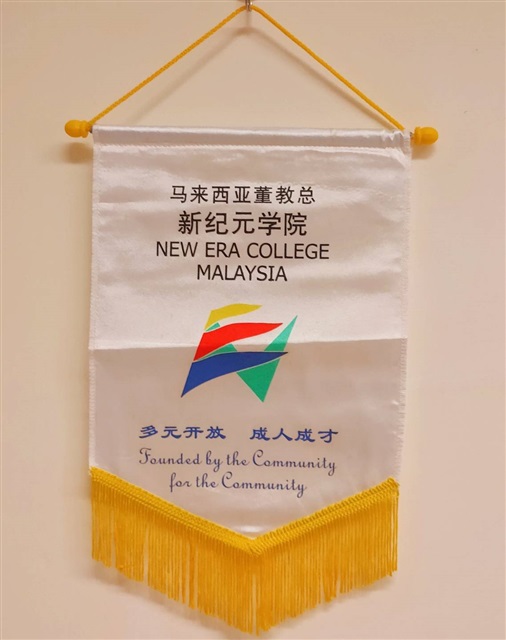 马来西亚董教总
新纪元学院
NEW ERA COLLEGE
MALAYSIA
多元开放 成人成才
Founded by the Community
for the Community